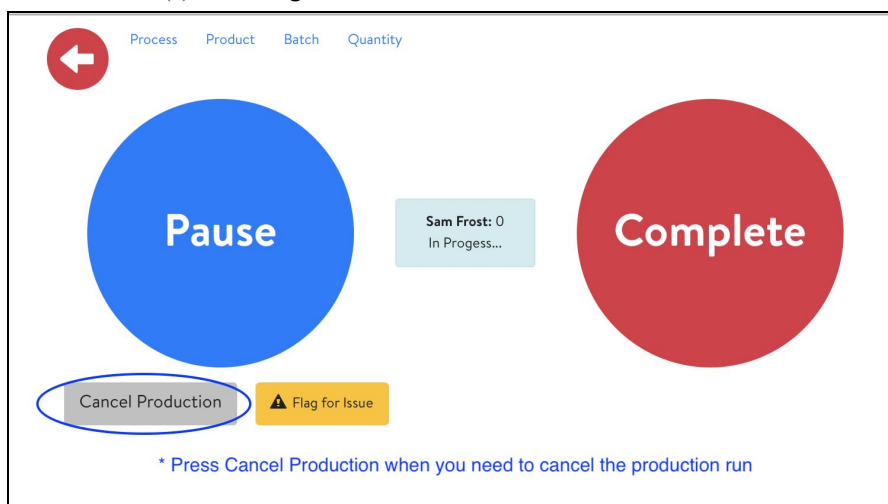 Process Product Batch Quantity
Pause
Sam Frost: 0
In Progess...
Complete
Cancel Production
Flag for Issue
* Press Cancel Production when you need to cancel the production run